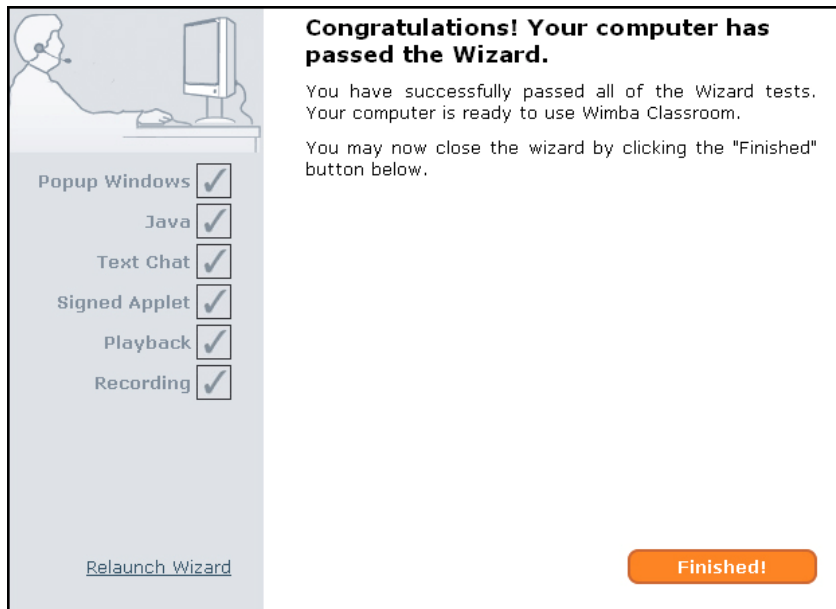 Congratulations! Your computer has
passed the Wizard.
You have successfully passed all of the Wizard tests.
Your computer is ready to use Wimba Classroom.
You may now close the wizard by clicking the "Finished"
button below.
Popup Windows
Java
Text Chat
Signed Applet
Playback
Recording
Relaunch Wizard
Finished!